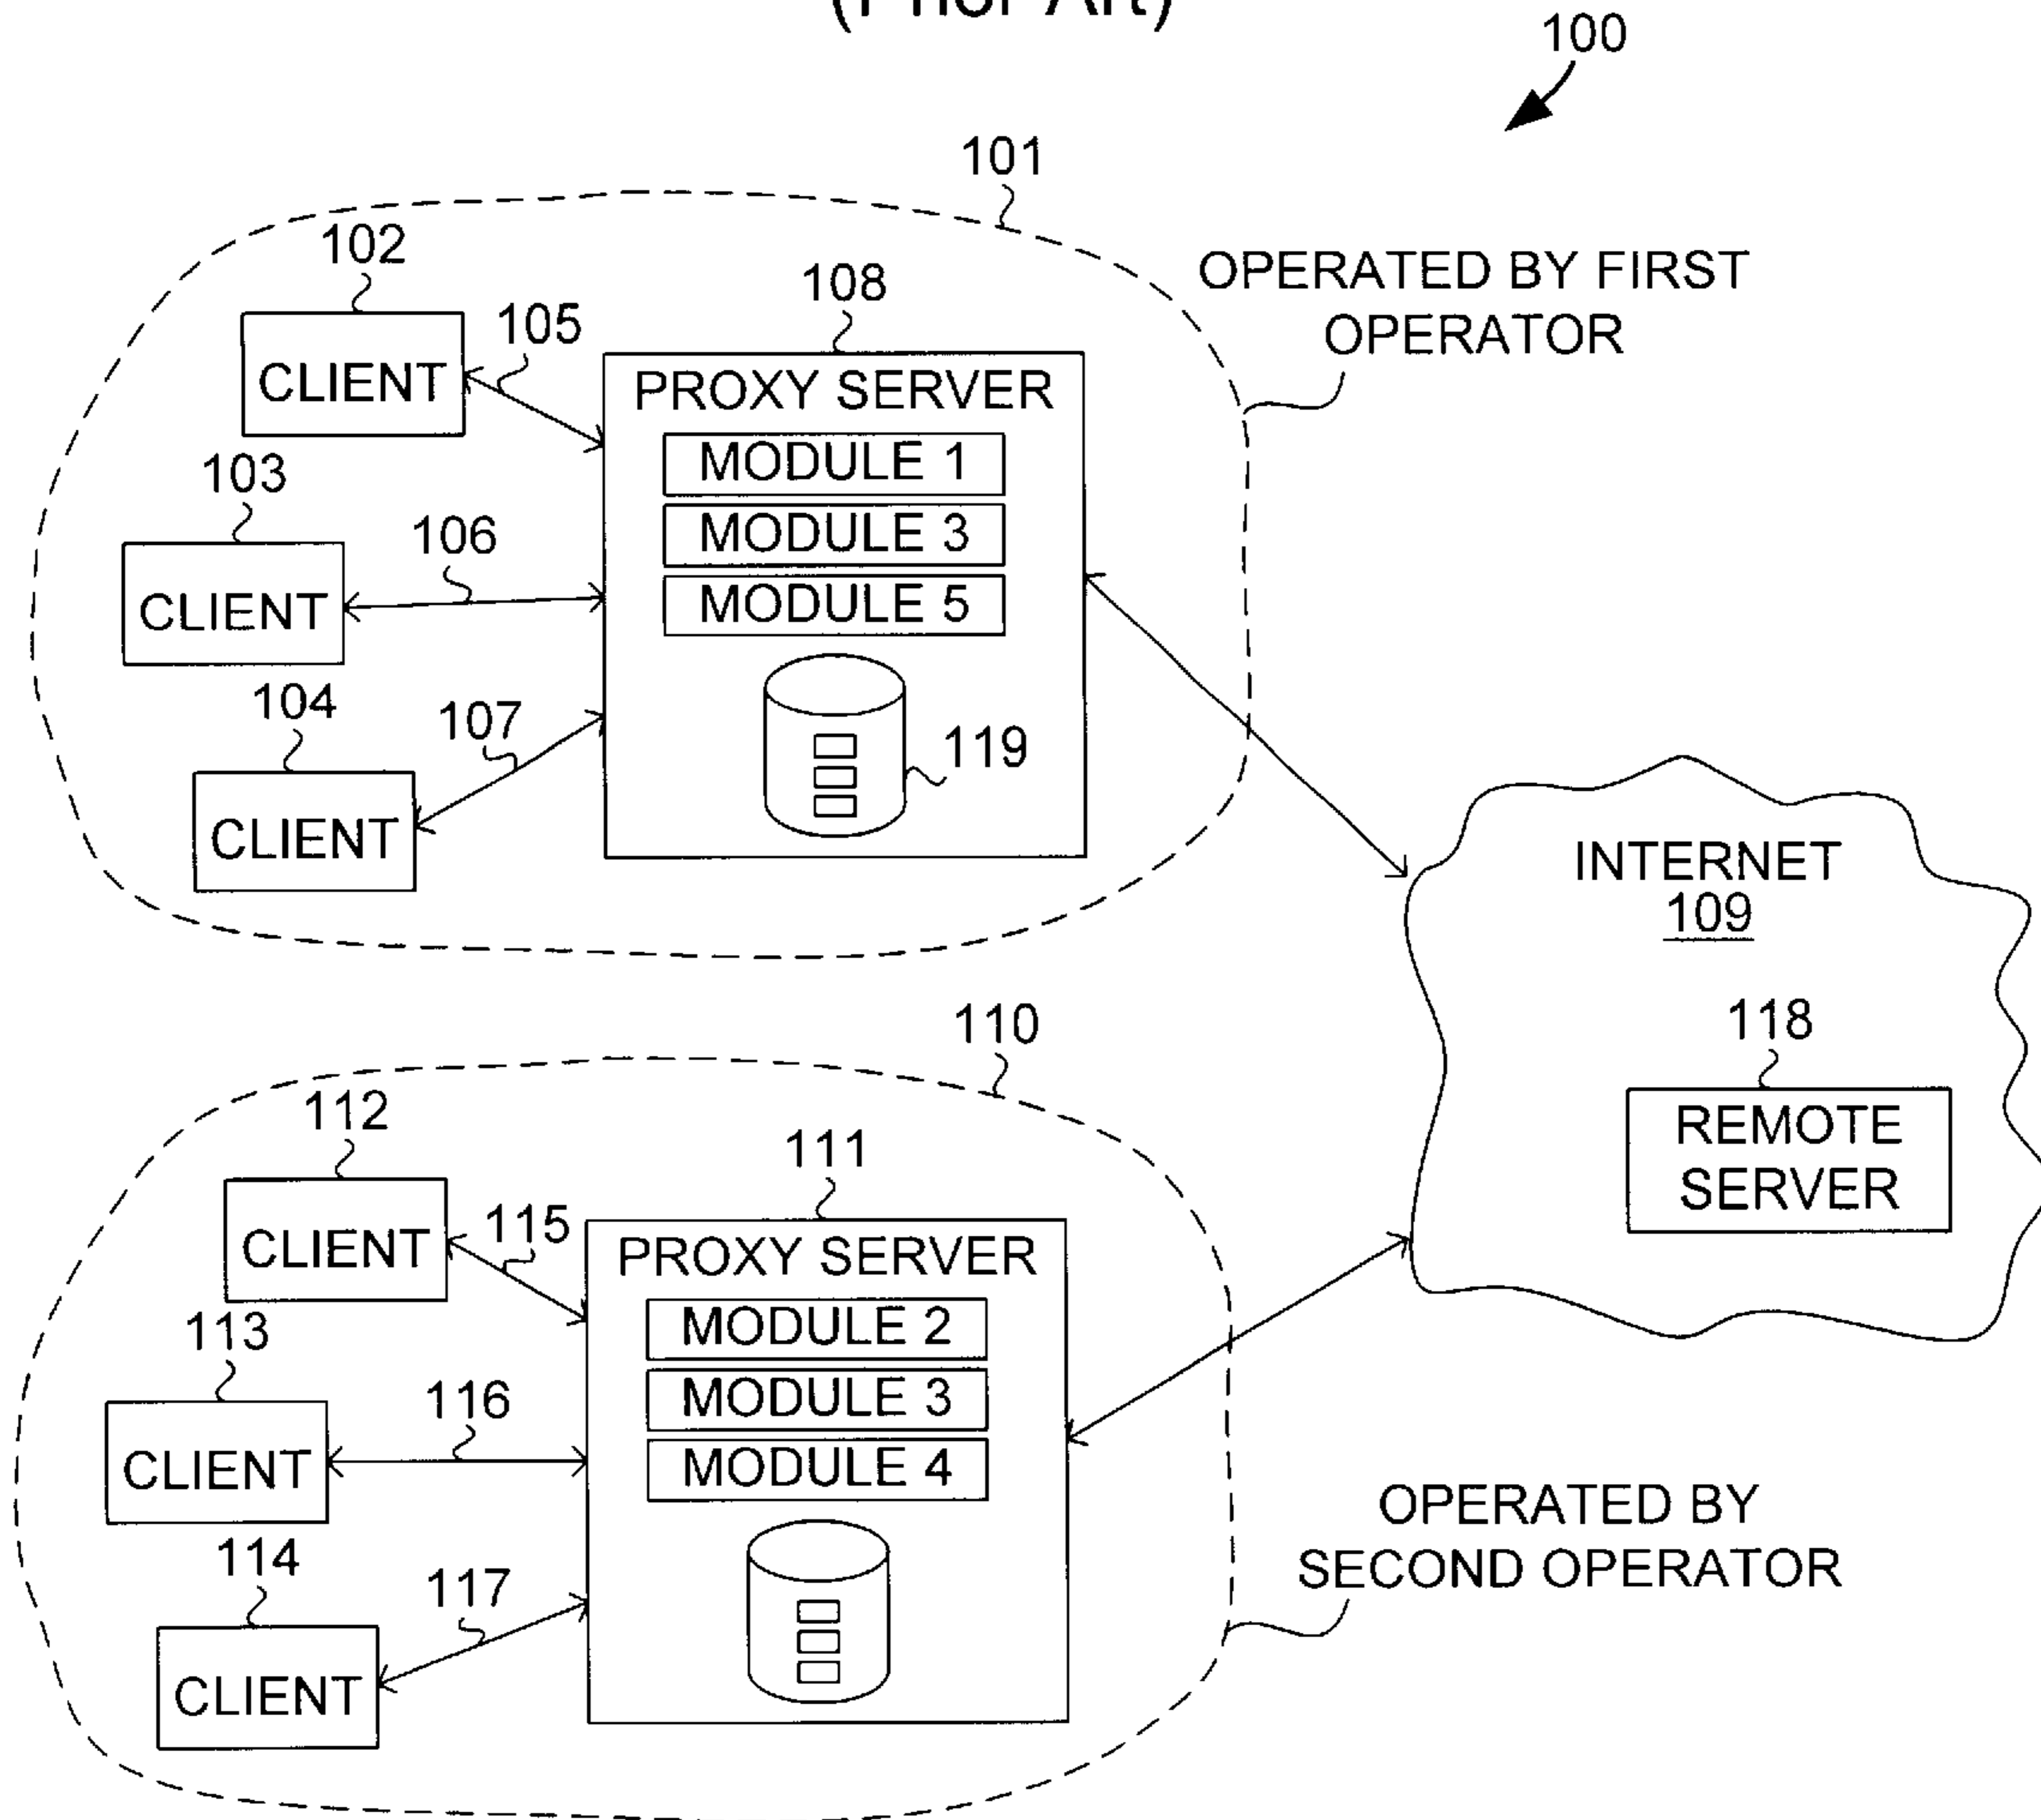 (Prior Art)
100
101
102
108
OPERATED BY FIRST
OPERATOR
105
CLIENT
PROXY SERVER
MODULE 1
103
106
MODULE 3
CLIENT
MODULE 5
104
107
119
CLIENT
INTERNET
109
110
118
REMOTE
SERVER
112
111
115
CLIENT
PROXY SERVER
MODULE 2
113
116
MODULE 3
CLIENT
MODULE 4
OPERATED BY
SECOND OPERATOR
114
117
CLIENT